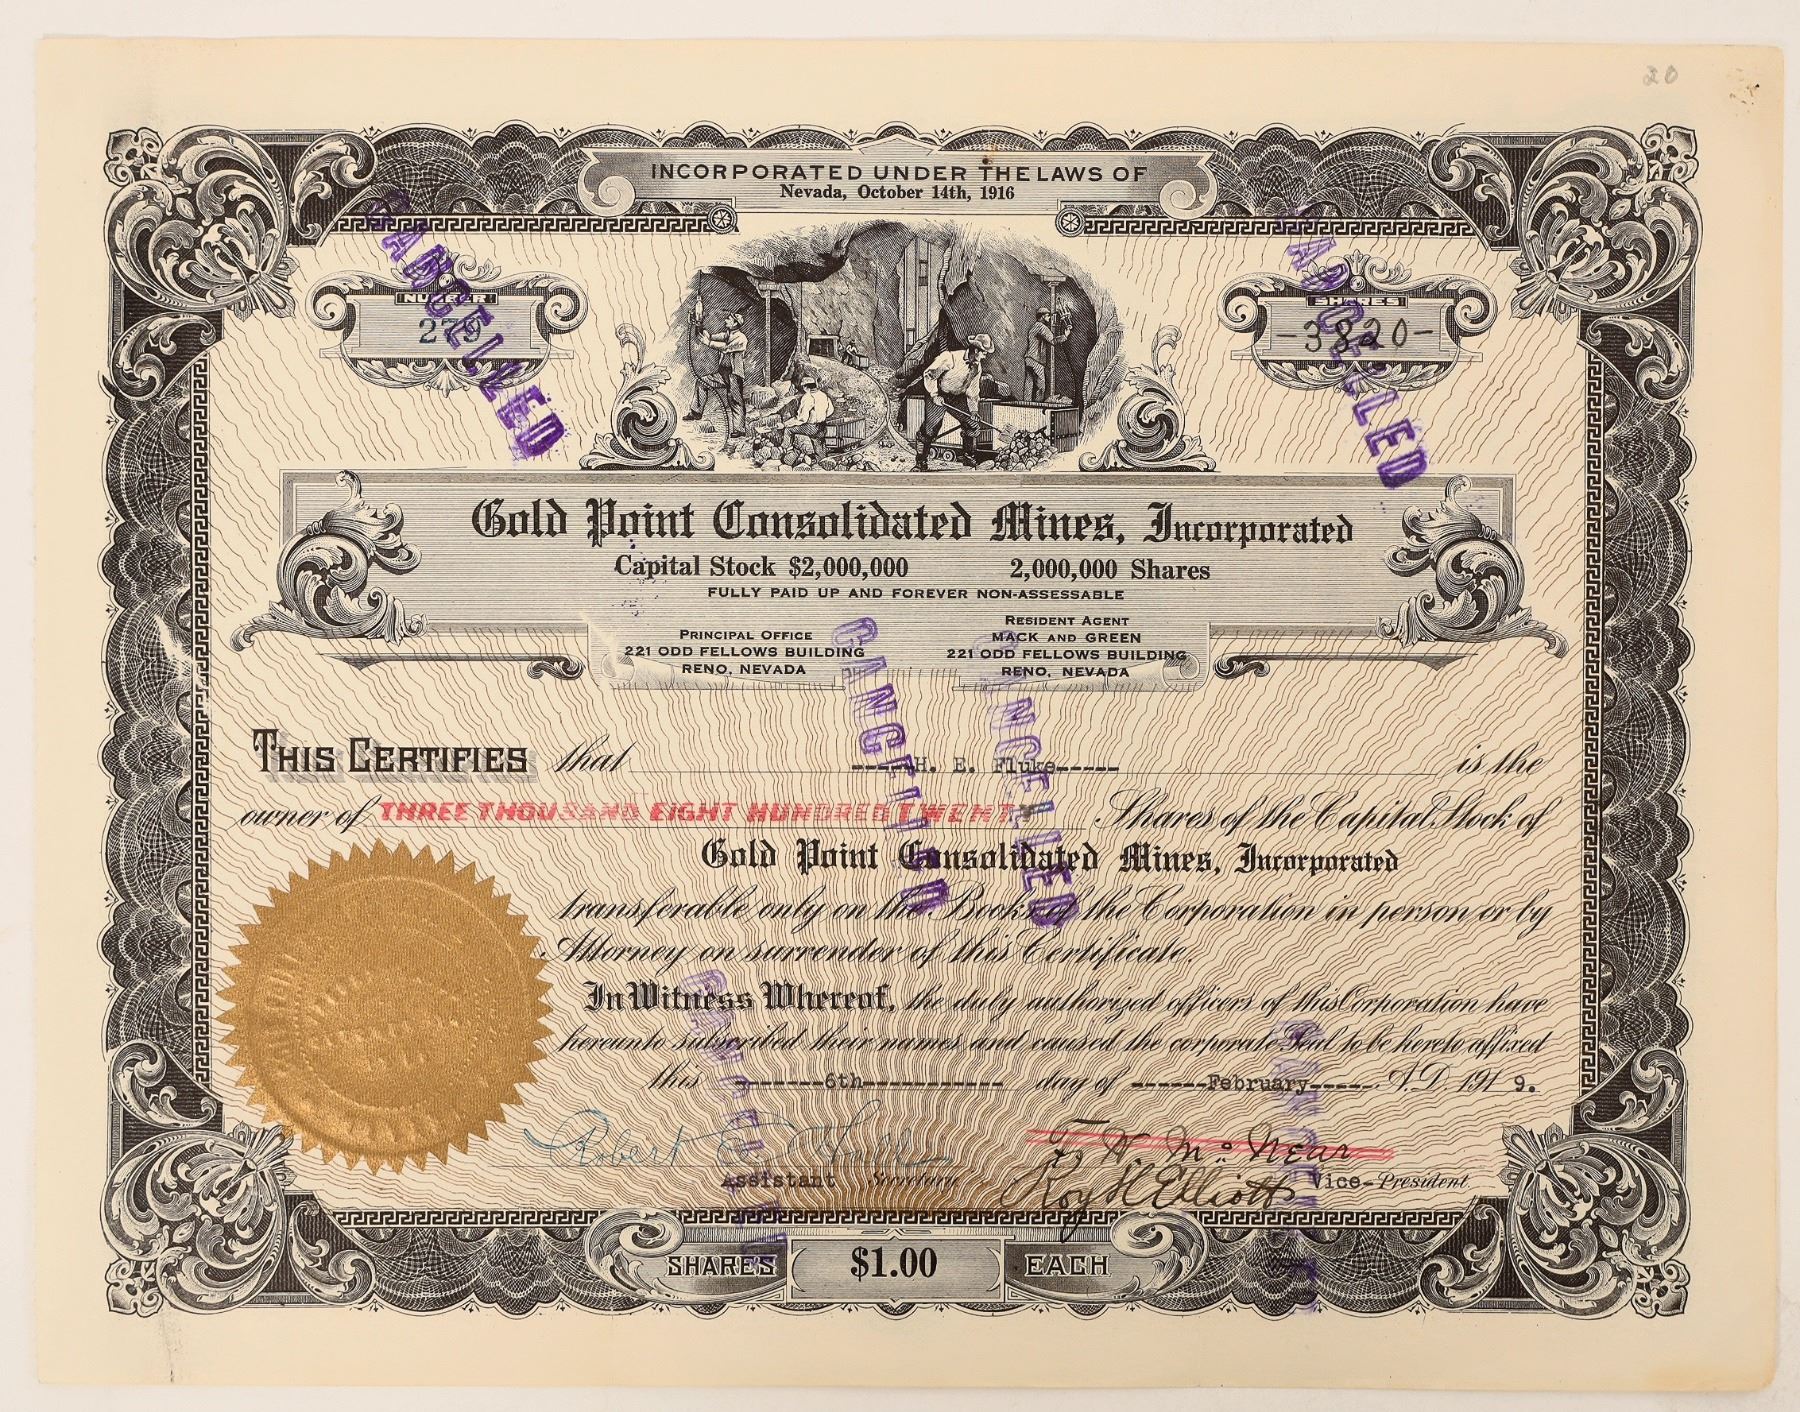 20
INCORPORATED UNDER THE LAWS OF
Nevada, October 14th, 1916
NUMBER
279
SHARES
-3820-
CANCELLED
CANCELLED
Gold Point Consolidated Mines, Incorporated
Capital Stock $2,000,000 2,000,000 Shares
FULLY PAID UP AND FOREVER NON-ASSESSABLE
PRINCIPAL OFFICE
221 ODD FELLOWS BUILDING
RENO, NEVADA
RESIDENT AGENT
MACK AND GREEN
221 ODD FELLOWS BUILDING
RENO, NEVADA
CANCELLED
CANCELLED
THIS CERTIFIES that -----H. E. Fluke----- is the
owner of THREE THOUSAND EIGHT HUNDRED TWENTY Shares of the Capital Stock of
Gold Point Consolidated Mines, Incorporated
transferable only on the Books of the Corporation in person or by
Attorney on surrender of this Certificate.
In Witness Whereof, the duly authorized officers of this Corporation have
hereunto subscribed their names and caused the corporate Seal to be hereto affixed
this -------6th------------- day of -------February------ A.D. 191 9.
CANCELLED
CANCELLED
Robert
F. W. McNear
Assistant Secretary
Roy H Elliott Vice-President
SHARES $1.00 EACH